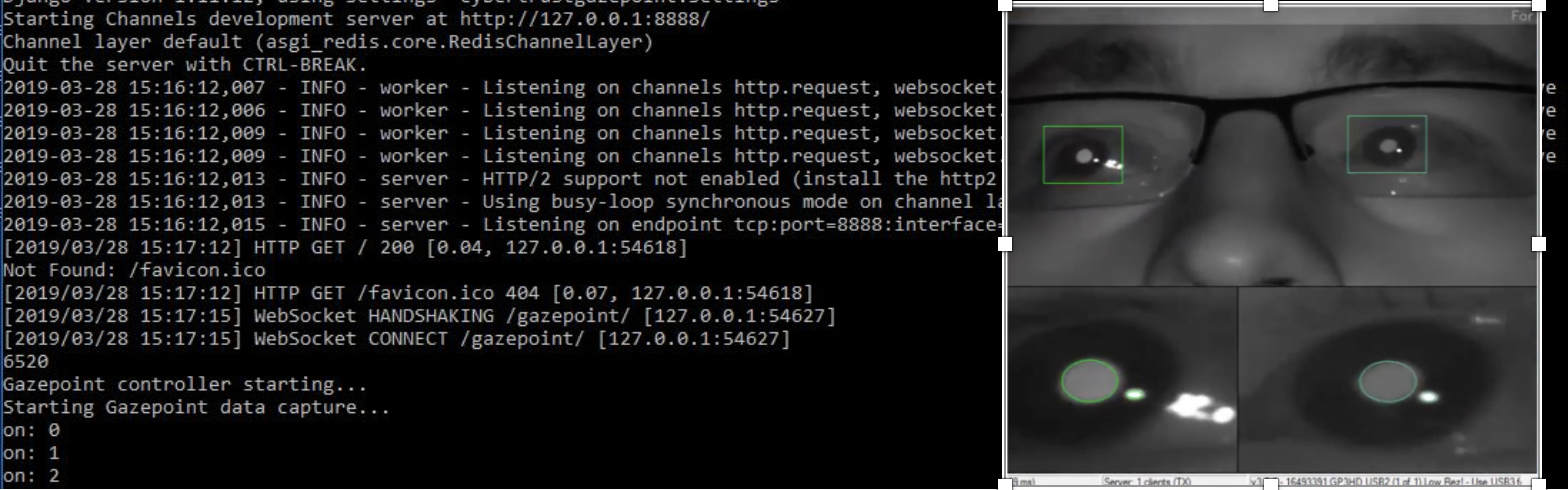 Django version 1.11.12, using settings 'cybertrustgazepoint.settings'
Starting Channels development server at http://127.0.0.1:8888/
Channel layer default (asgi_redis.core.RedisChannelLayer)
Quit the server with CTRL-BREAK.
2019-03-28 15:16:12,007 - INFO - worker - Listening on channels http.request, websocket.
2019-03-28 15:16:12,006 - INFO - worker - Listening on channels http.request, websocket.
2019-03-28 15:16:12,009 - INFO - worker - Listening on channels http.request, websocket.
2019-03-28 15:16:12,009 - INFO - worker - Listening on channels http.request, websocket.
2019-03-28 15:16:12,013 - INFO - server - HTTP/2 support not enabled (install the http2
2019-03-28 15:16:12,013 - INFO - server - Using busy-loop synchronous mode on channel la
2019-03-28 15:16:12,015 - INFO - server - Listening on endpoint tcp:port=8888:interface=
[2019/03/28 15:17:12] HTTP GET / 200 [0.04, 127.0.0.1:54618]
Not Found: /favicon.ico
[2019/03/28 15:17:12] HTTP GET /favicon.ico 404 [0.07, 127.0.0.1:54618]
[2019/03/28 15:17:15] WebSocket HANDSHAKING /gazepoint/ [127.0.0.1:54627]
[2019/03/28 15:17:15] WebSocket CONNECT /gazepoint/ [127.0.0.1:54627]
6520
Gazepoint controller starting...
Starting Gazepoint data capture...
on: 0
on: 1
on: 2
For
ve
ve
ve
ve
Server: 1 clients (TX)
16493391 GP3HD USB2 (1 of 1) Low Rez! - Use USB3